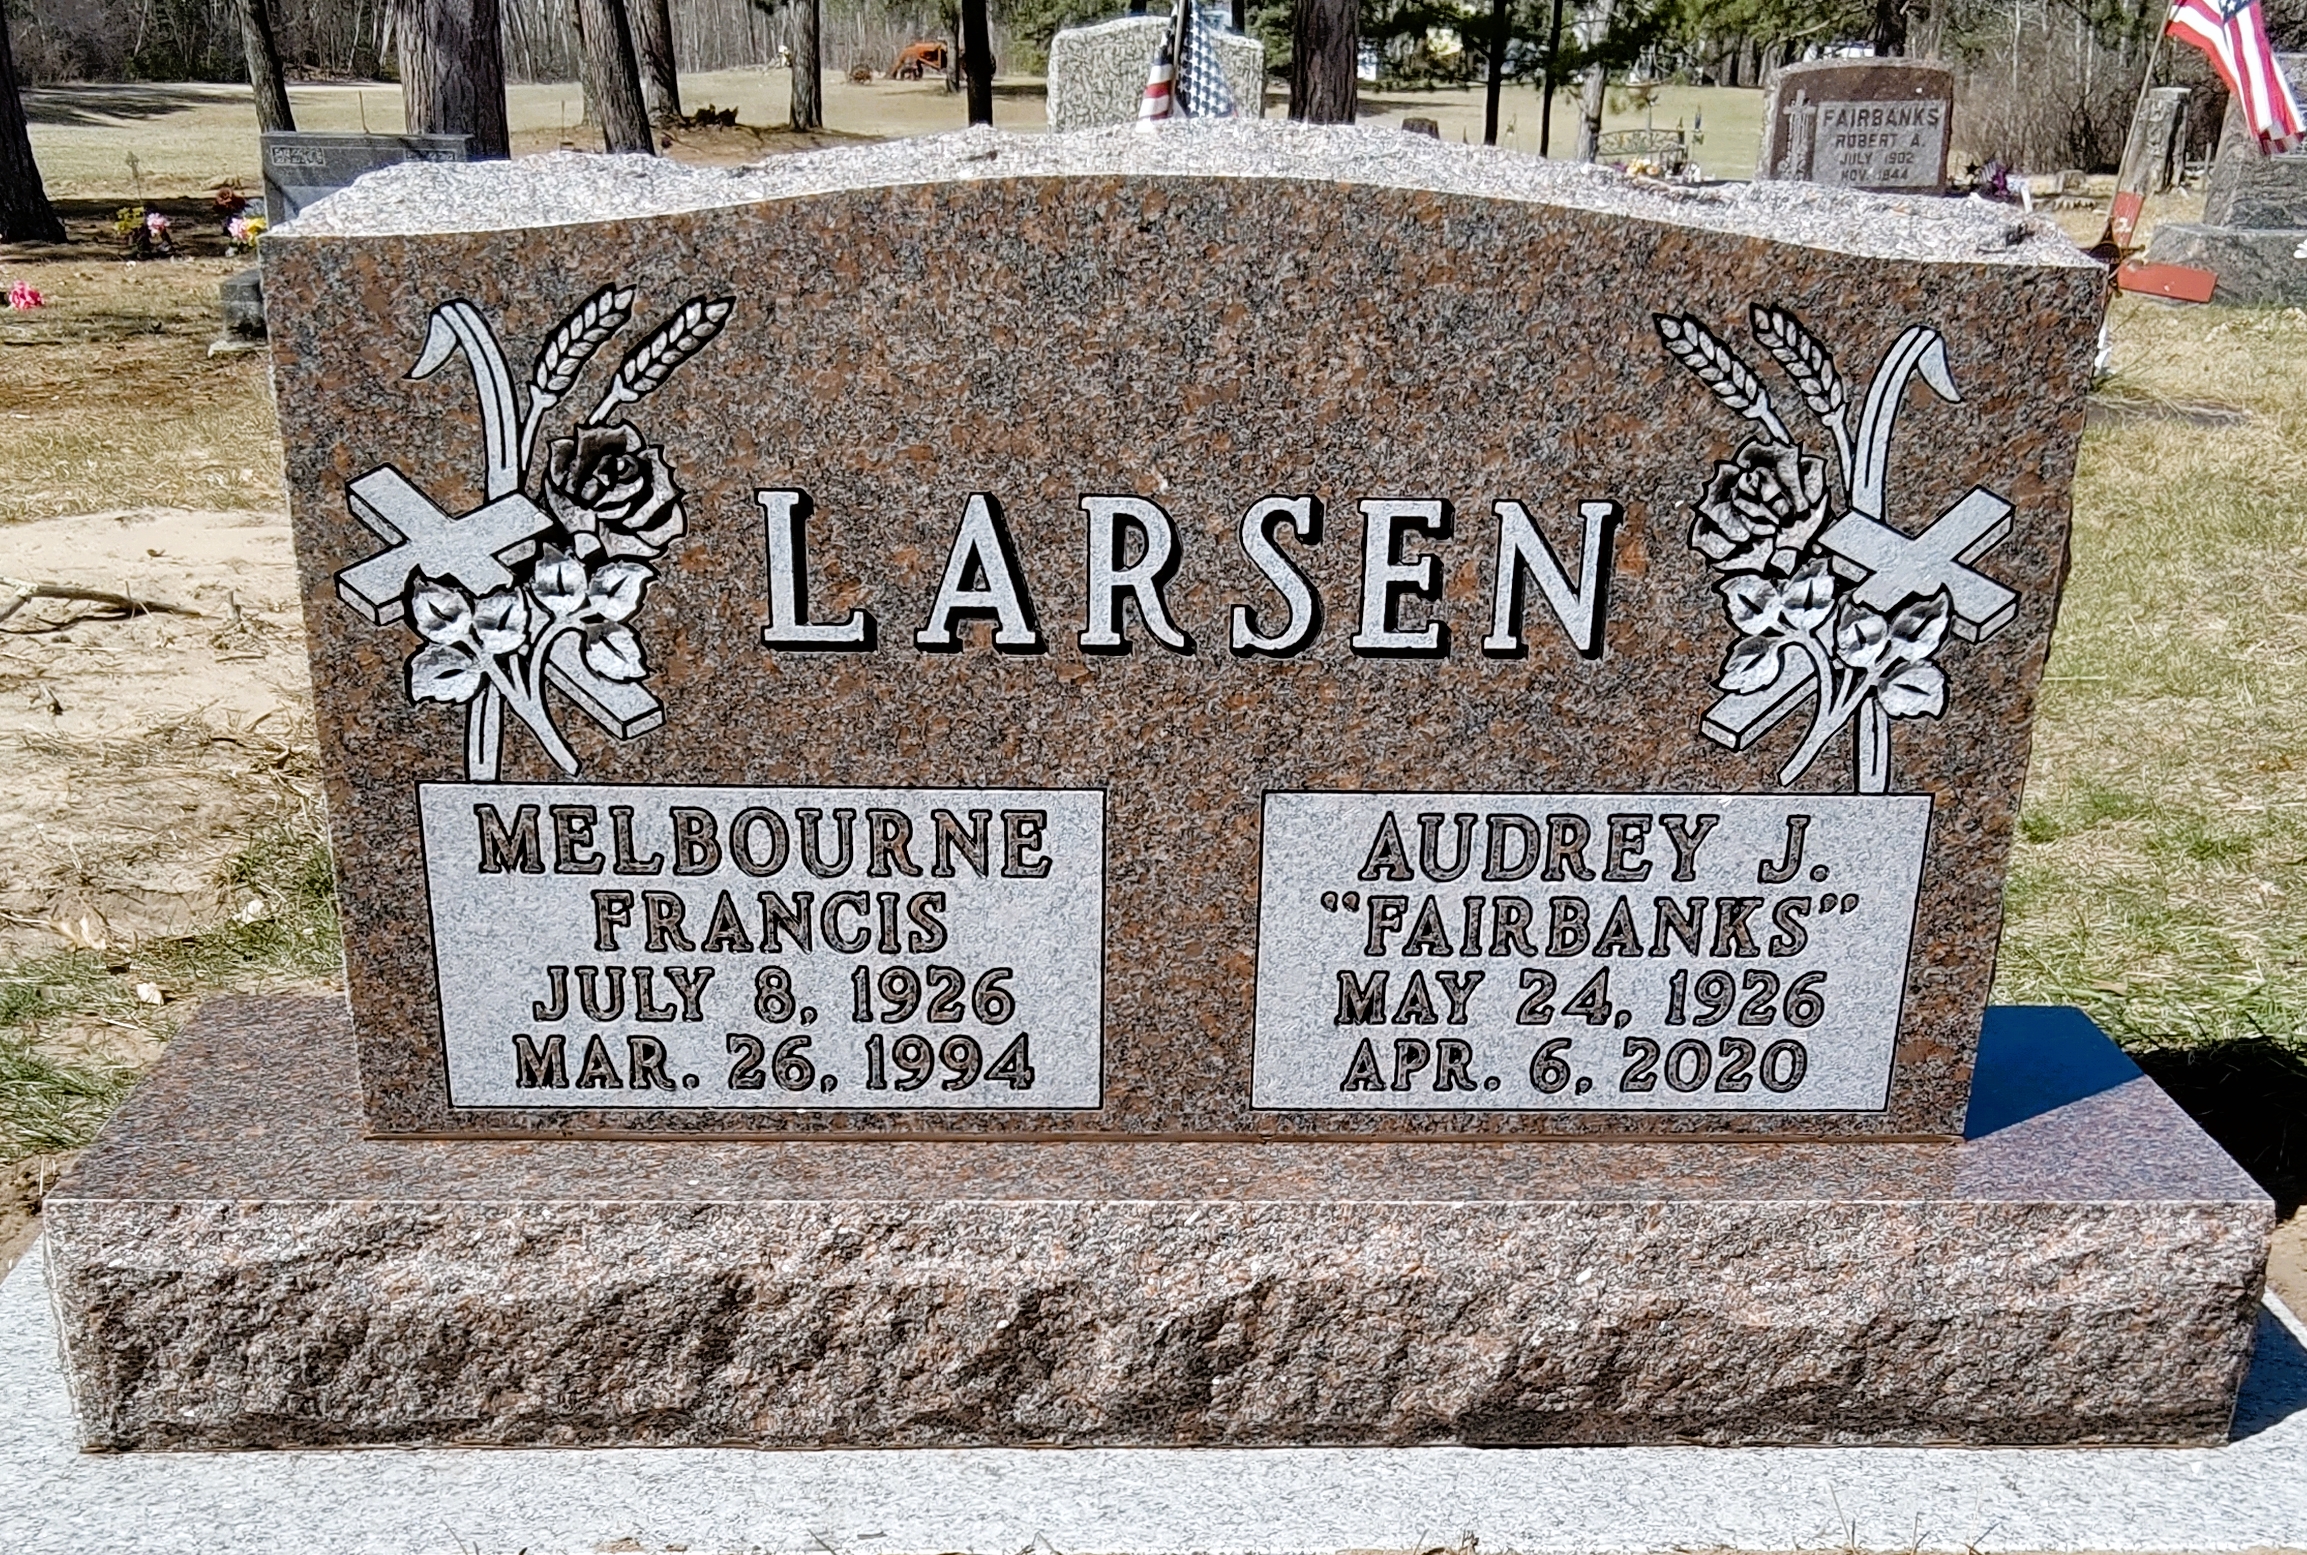 FAIRBANKS
ROBERT A.
JULY 1902
NOV. 1944
LARSEN
MELBOURNE
FRANCIS
JULY 8, 1926
MAR. 26, 1994
AUDREY J.
“FAIRBANKS”
MAY 24, 1926
APR. 6, 2020